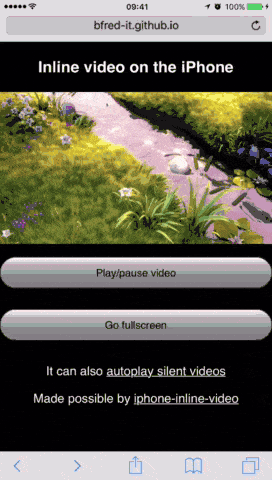 09:41
100%
bfred-it.github.io
Inline video on the iPhone
Play/pause video
Go fullscreen
It can also autoplay silent videos
Made possible by iphone-inline-video